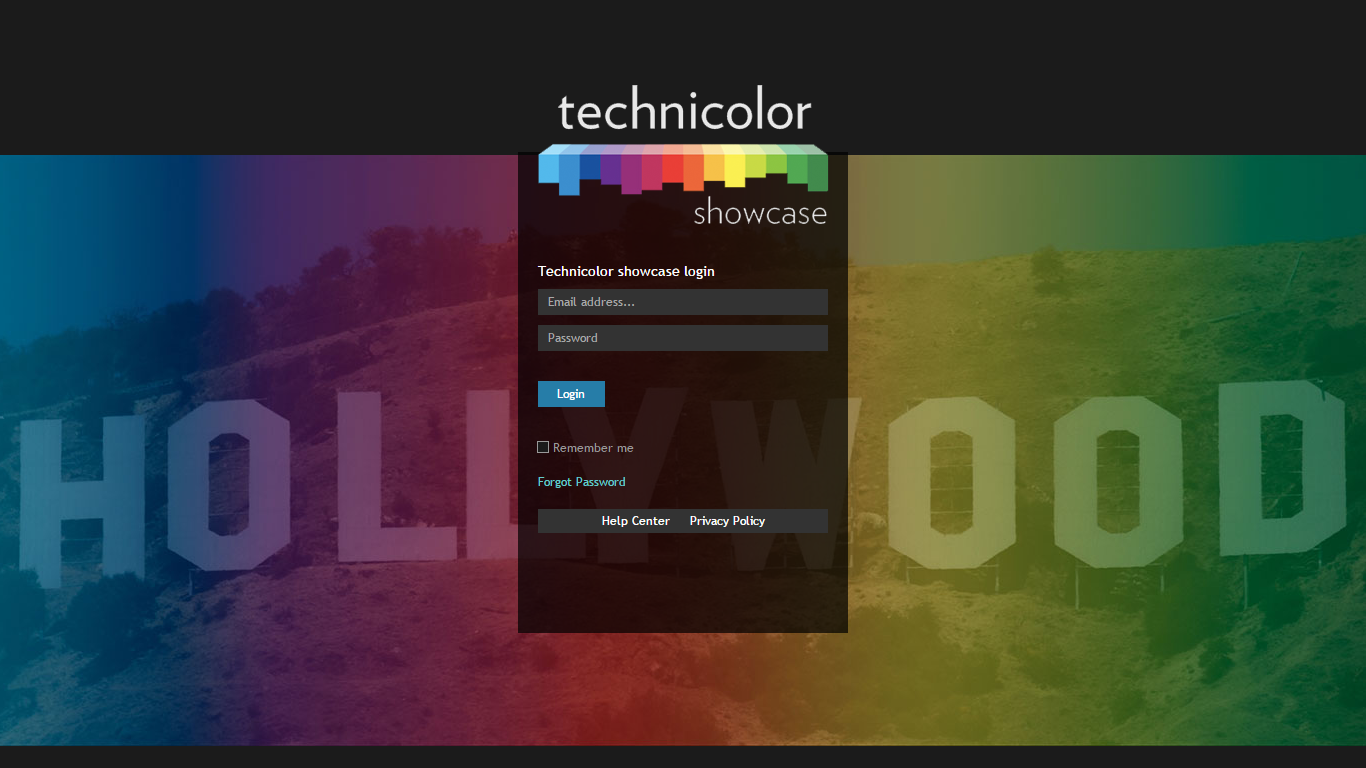 technicolor
showcase
Technicolor showcase login
Email address...
Password
Login
Remember me
Forgot Password
Help Center Privacy Policy
HOLLYWOOD